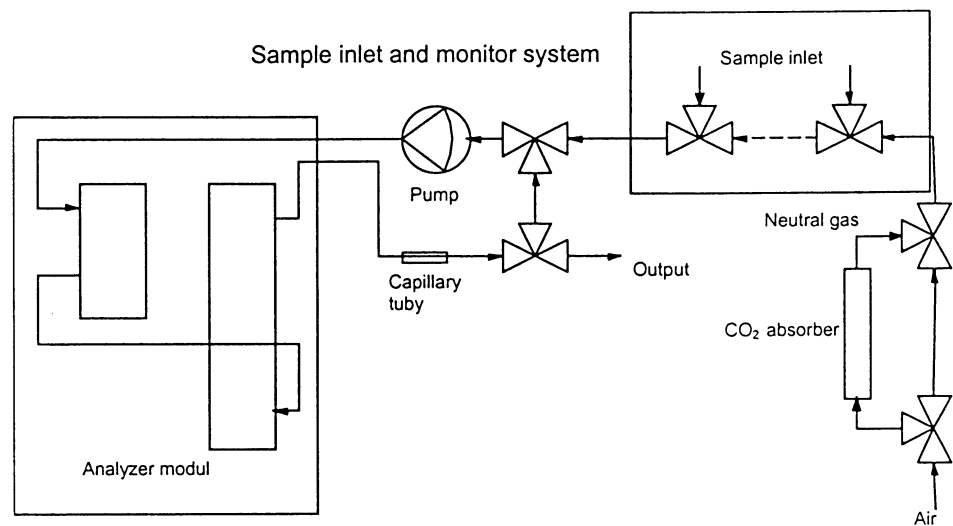 Sample inlet and monitor system
Sample inlet
Pump
Neutral gas
Capillary
tuby
Output
CO₂ absorber
Analyzer modul
Air